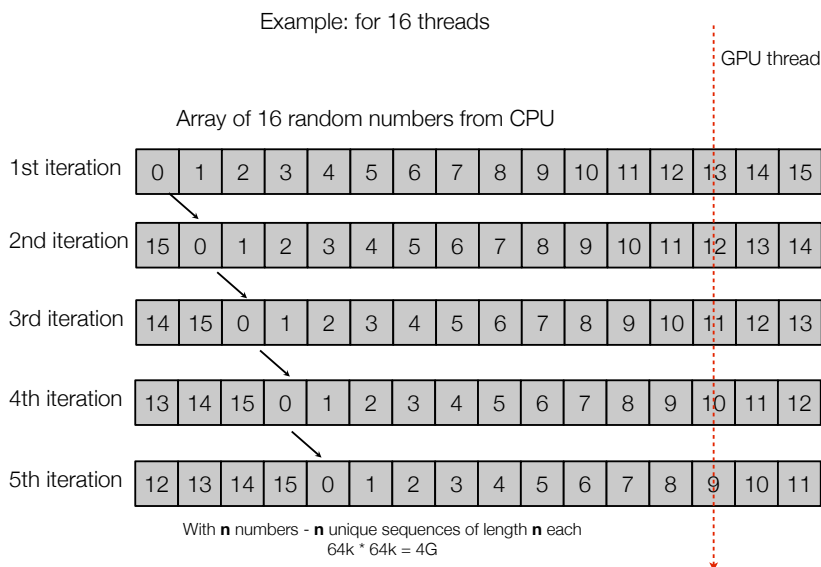 Example: for 16 threads
GPU thread
Array of 16 random numbers from CPU
1st iteration 0 1 2 3 4 5 6 7 8 9 10 11 12 13 14 15
2nd iteration 15 0 1 2 3 4 5 6 7 8 9 10 11 12 13 14
3rd iteration 14 15 0 1 2 3 4 5 6 7 8 9 10 11 12 13
4th iteration 13 14 15 0 1 2 3 4 5 6 7 8 9 10 11 12
5th iteration 12 13 14 15 0 1 2 3 4 5 6 7 8 9 10 11
With n numbers - n unique sequences of length n each
64k * 64k = 4G